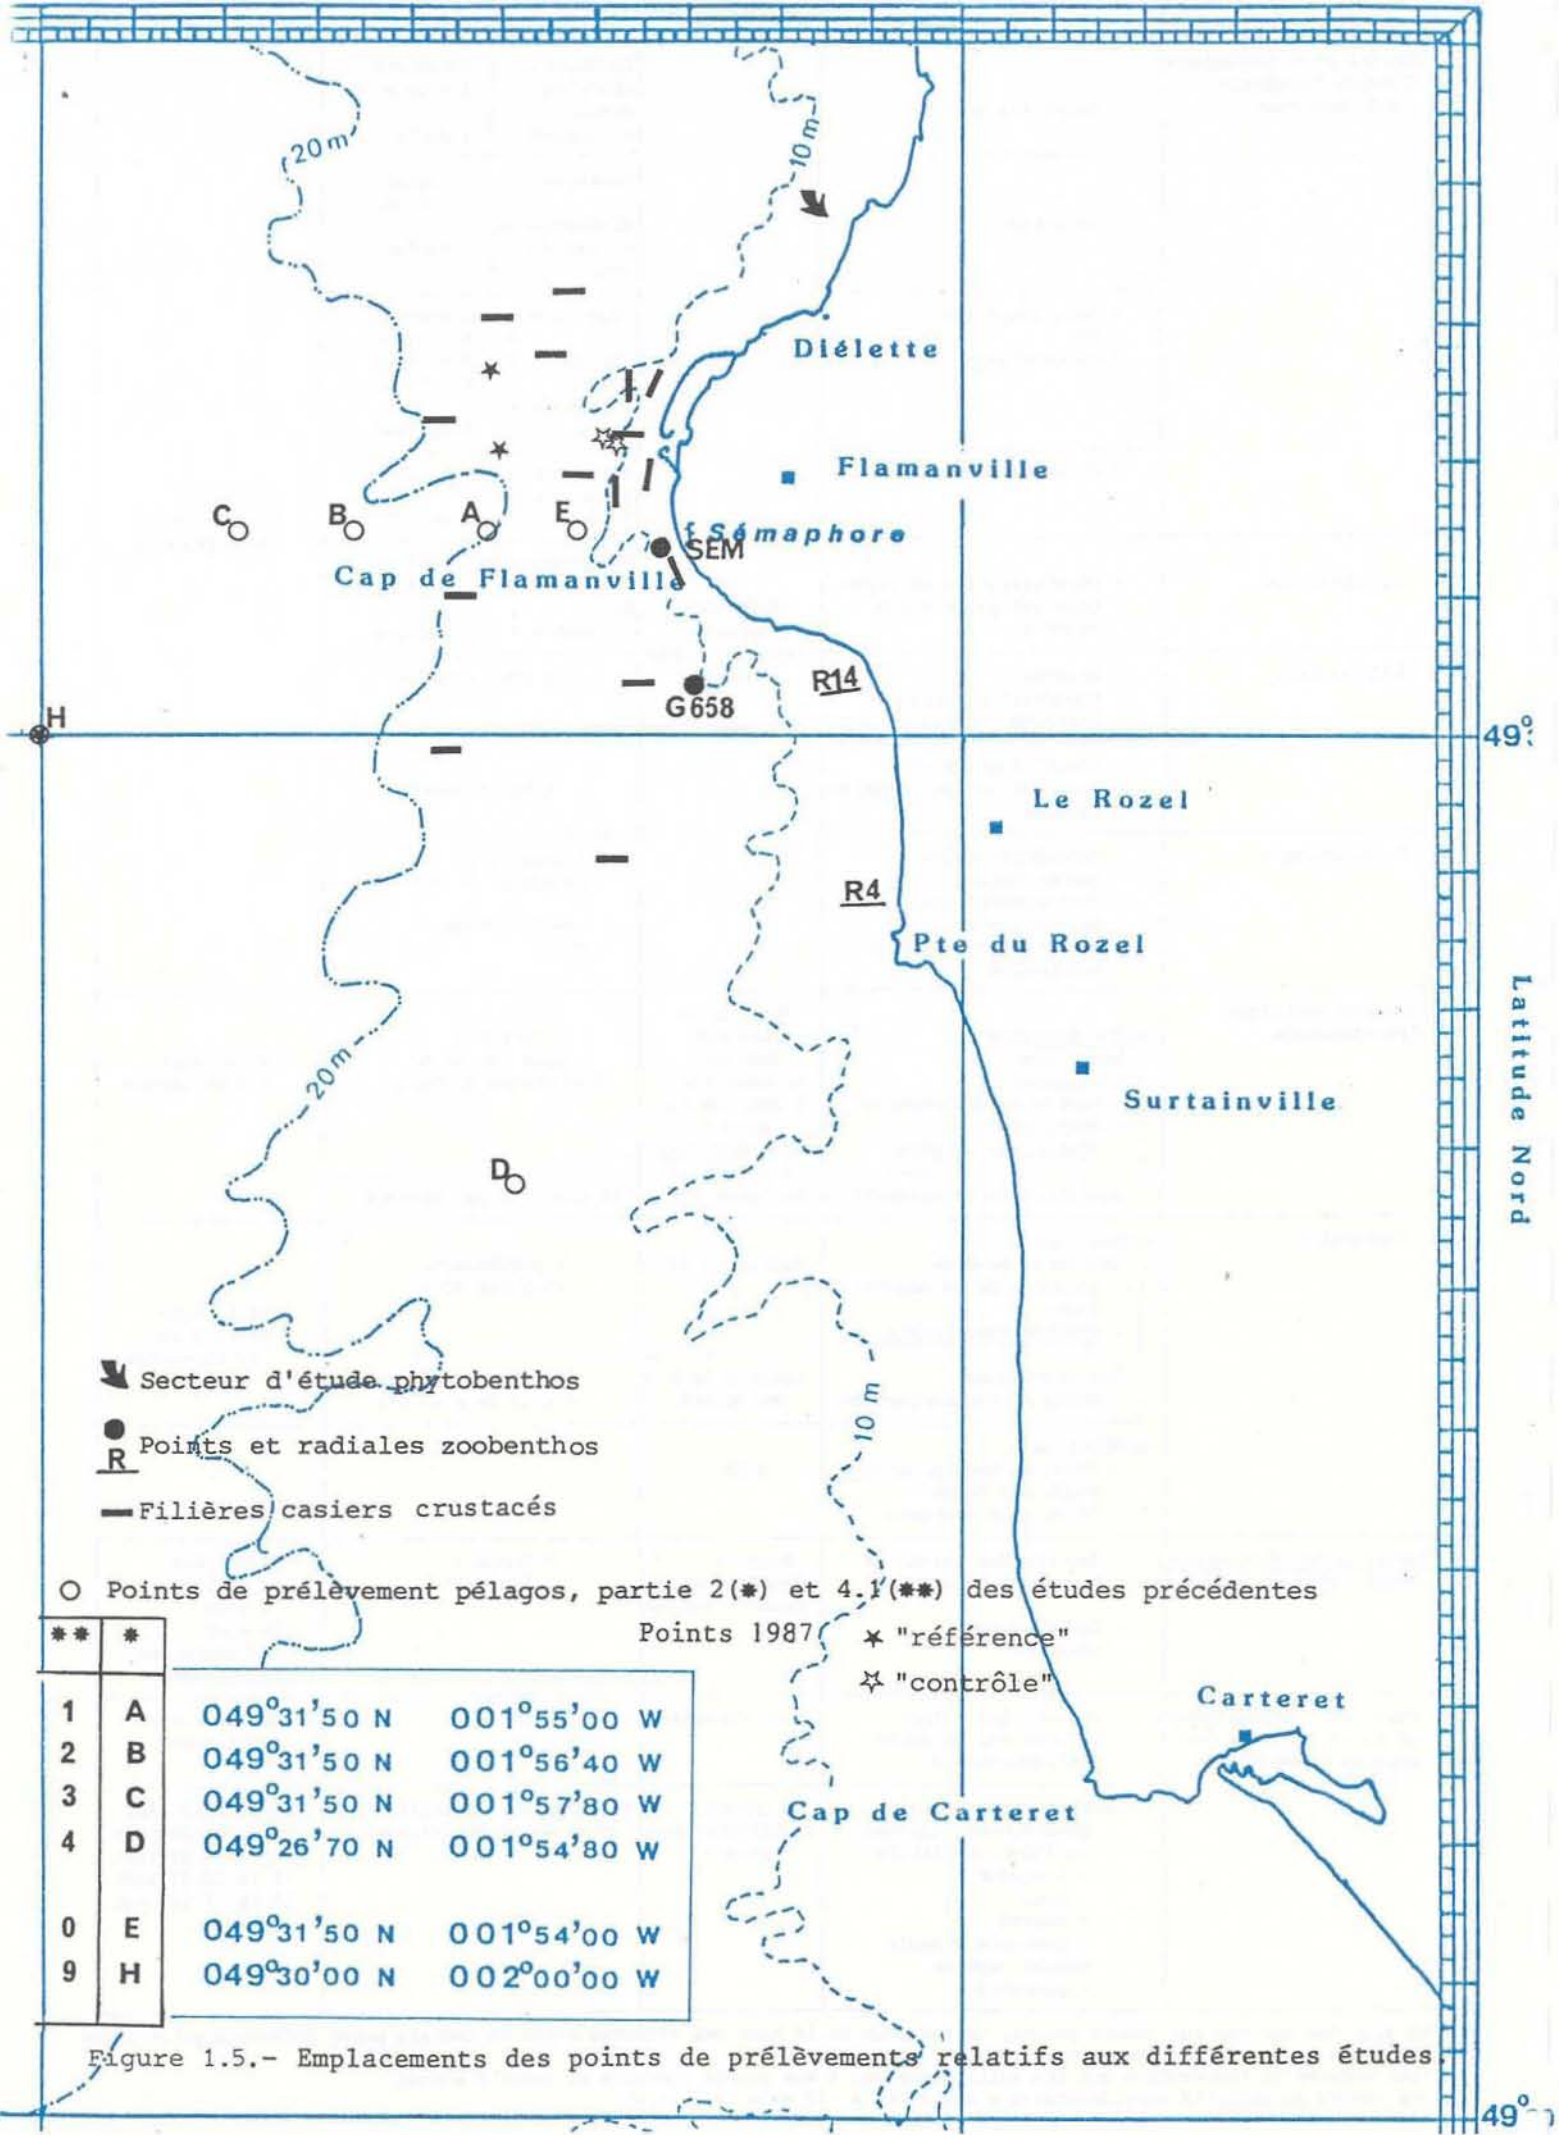 20m
10 m
Diélette
Flamanville
C B A E
Sémaphore
SEM
Cap de Flamanville
R14
G658
H
49°
Le Rozel
R4
Pte du Rozel
Latitude Nord
20m
Surtainville
D
Secteur d'étude phytobenthos
10 m
Points et radiales zoobenthos
R
Filières casiers crustacés
Points de prélèvement pélagos, partie 2(*) et 4.1(**) des études précédentes
** *
Points 1987 ★ "référence"
☆ "contrôle"
Carteret
1 A 049°31'50 N 001°55'00 W
2 B 049°31'50 N 001°56'40 W
3 C 049°31'50 N 001°57'80 W
Cap de Carteret
4 D 049°26'70 N 001°54'80 W
0 E 049°31'50 N 001°54'00 W
9 H 049°30'00 N 002°00'00 W
Figure 1.5.- Emplacements des points de prélèvements relatifs aux différentes études.
49°